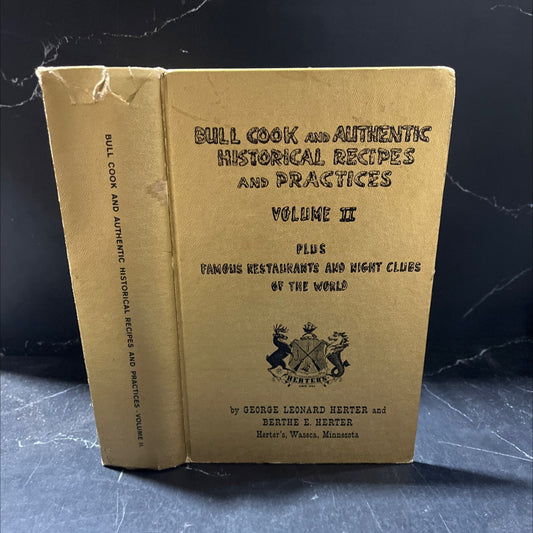 BULL COOK AND AUTHENTIC HISTORICAL RECIPES AND PRACTICES - VOLUME II.
BULL COOK AND AUTHENTIC
HISTORICAL RECIPES
AND PRACTICES
VOLUME II
PLUS
FAMOUS RESTAURANTS AND NIGHT CLUBS
OF THE WORLD
HERTERS
by GEORGE LEONARD HERTER and
BERTHE E. HERTER
Herter's, Waseca, Minnesota